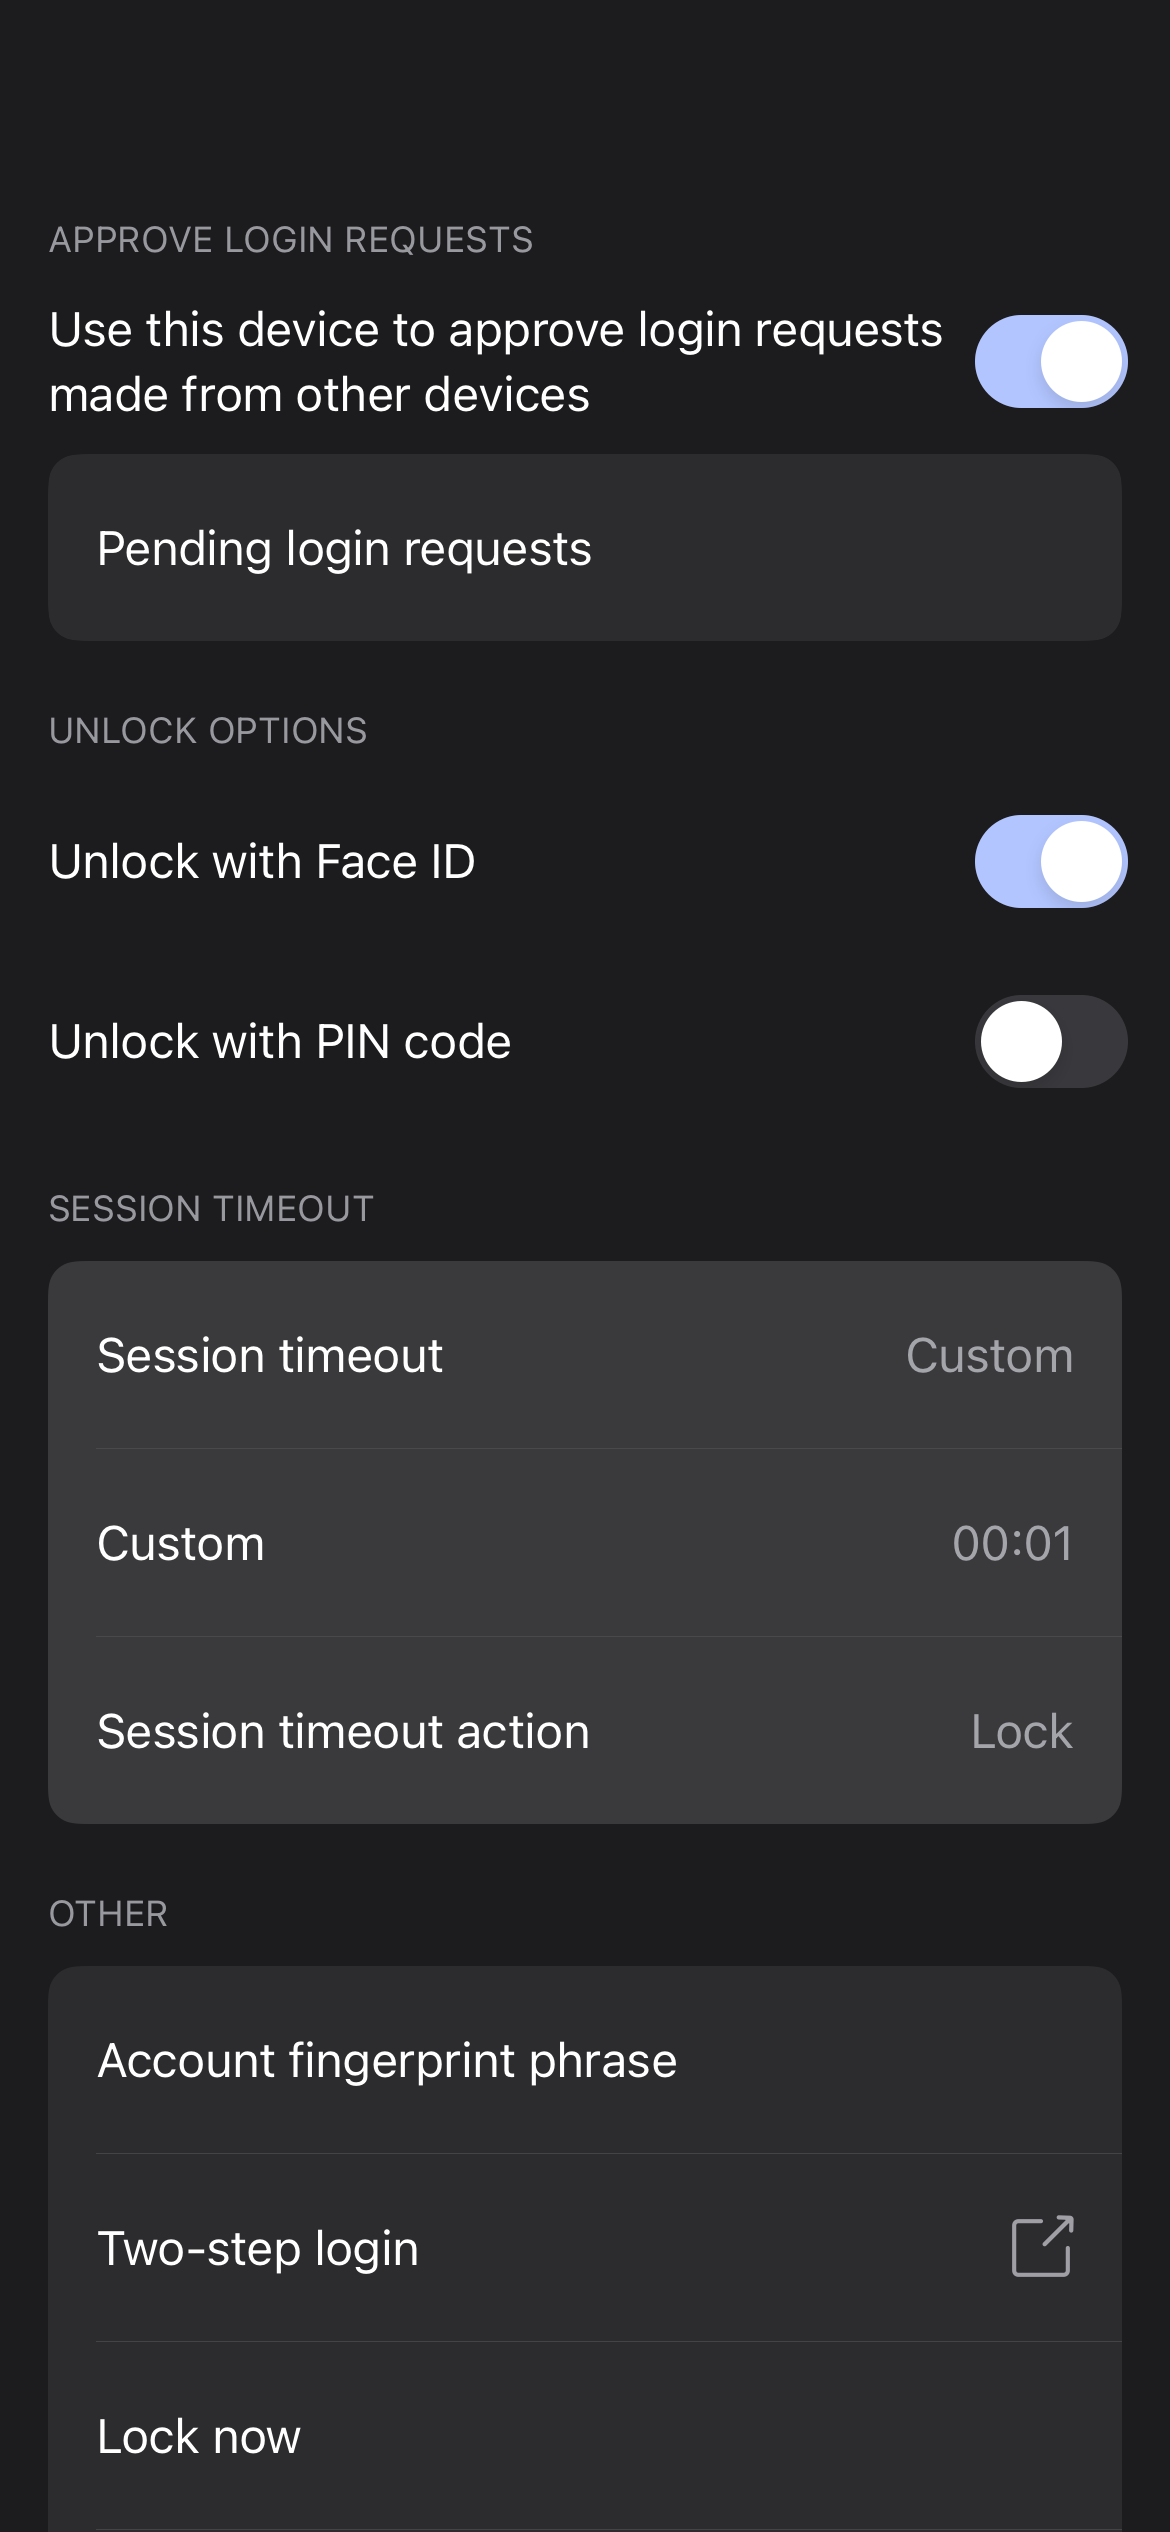 APPROVE LOGIN REQUESTS
Use this device to approve login requests
made from other devices
Pending login requests
UNLOCK OPTIONS
Unlock with Face ID
Unlock with PIN code
SESSION TIMEOUT
Session timeout Custom
Custom 00:01
Session timeout action Lock
OTHER
Account fingerprint phrase
Two-step login
Lock now